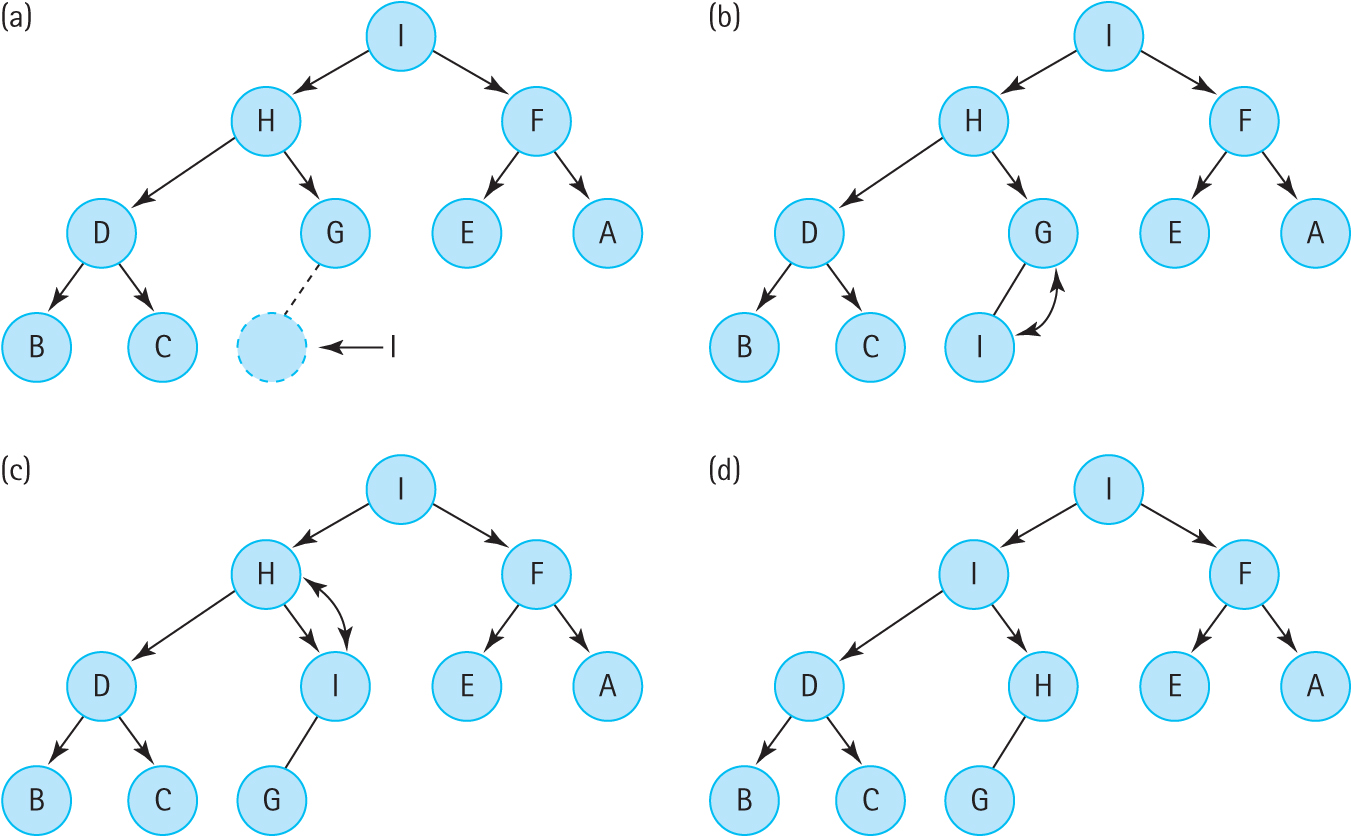 (a)
I
H F
D G E A
B C I
(b)
I
H F
D G E A
B C I
(c)
I
H F
D I E A
B C G
(d)
I
I F
D H E A
B C G